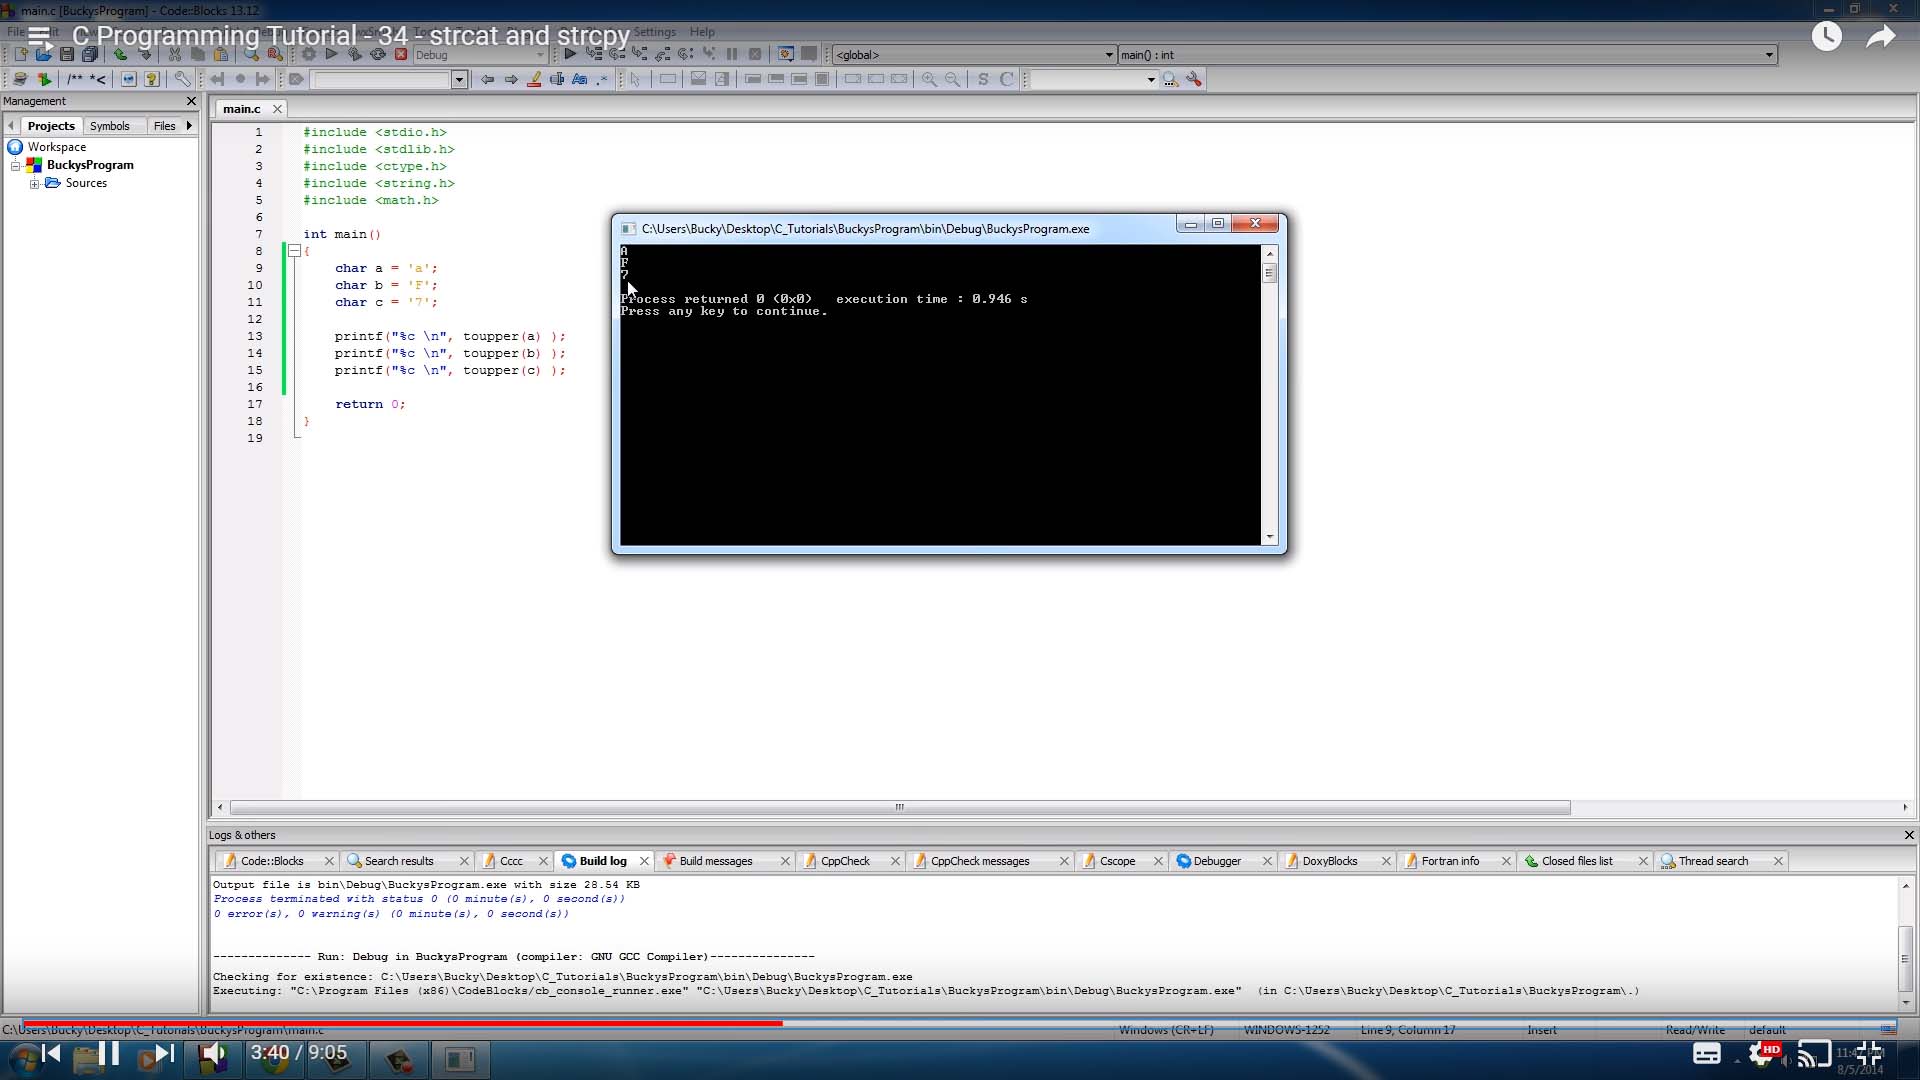 main.c [BuckysProgram] - Code::Blocks 13.12
C Programming Tutorial - 34 - strcat and strcpy
File Settings Help
Debug <global> main() : int
/** *<
Management
Projects Symbols Files
Workspace
BuckysProgram
Sources
main.c
1 #include <stdio.h>
2 #include <stdlib.h>
3 #include <ctype.h>
4 #include <string.h>
5 #include <math.h>
6
7 int main()
8 {
9 char a = 'a';
10 char b = 'F';
11 char c = '7';
12
13 printf("%c \n", toupper(a) );
14 printf("%c \n", toupper(b) );
15 printf("%c \n", toupper(c) );
16
17 return 0;
18 }
19
C:\Users\Bucky\Desktop\C_Tutorials\BuckysProgram\bin\Debug\BuckysProgram.exe
A
F
7
Process returned 0 (0x0) execution time : 0.946 s
Press any key to continue.
Logs & others
Code::Blocks Search results Cccc Build log Build messages CppCheck CppCheck messages Cscope Debugger DoxyBlocks Fortran info Closed files list Thread search
Output file is bin\Debug\BuckysProgram.exe with size 28.54 KB
Process terminated with status 0 (0 minute(s), 0 second(s))
0 error(s), 0 warning(s) (0 minute(s), 0 second(s))
-------------- Run: Debug in BuckysProgram (compiler: GNU GCC Compiler)---------------
Checking for existence: C:\Users\Bucky\Desktop\C_Tutorials\BuckysProgram\bin\Debug\BuckysProgram.exe
Executing: "C:\Program Files (x86)\CodeBlocks/cb_console_runner.exe" "C:\Users\Bucky\Desktop\C_Tutorials\BuckysProgram\bin\Debug\BuckysProgram.exe" (in C:\Users\Bucky\Desktop\C_Tutorials\BuckysProgram\.)
C:\Users\Bucky\Desktop\C_Tutorials\BuckysProgram\main.c Windows (CR+LF) WINDOWS-1252 Line 9, Column 17 Insert Read/Write default
3:40 / 9:05 HD 11:47 PM
8/5/2014